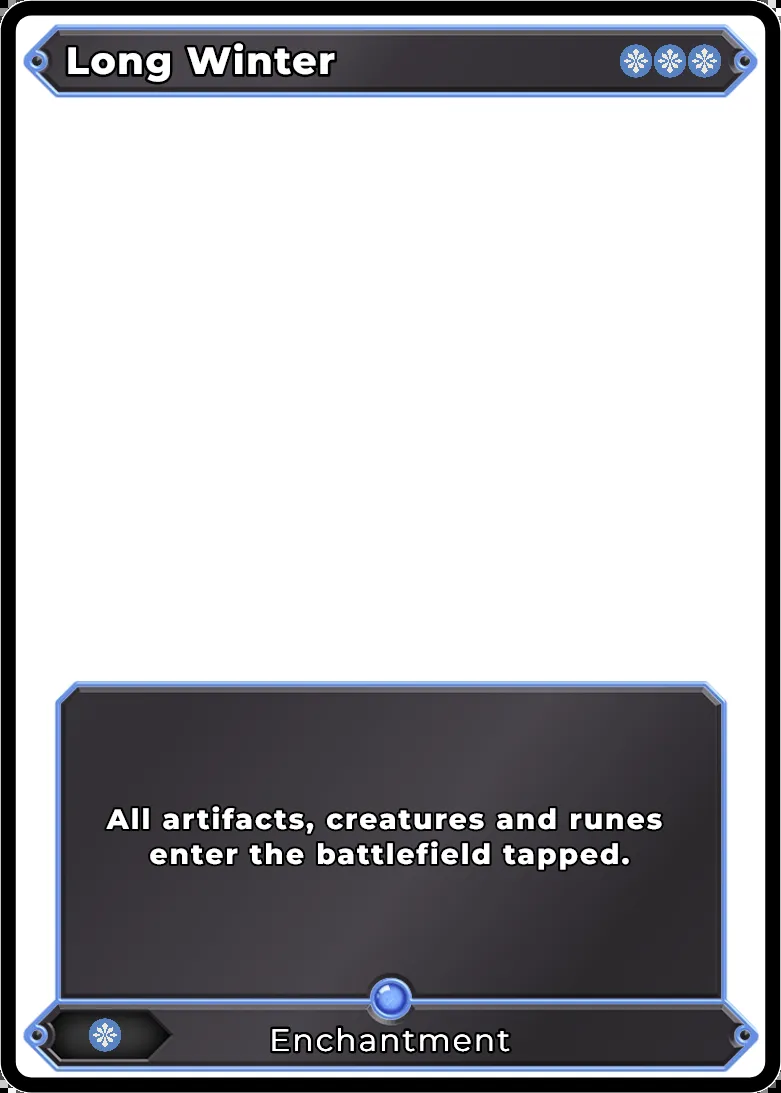 Long Winter
All artifacts, creatures and runes
enter the battlefield tapped.
Enchantment